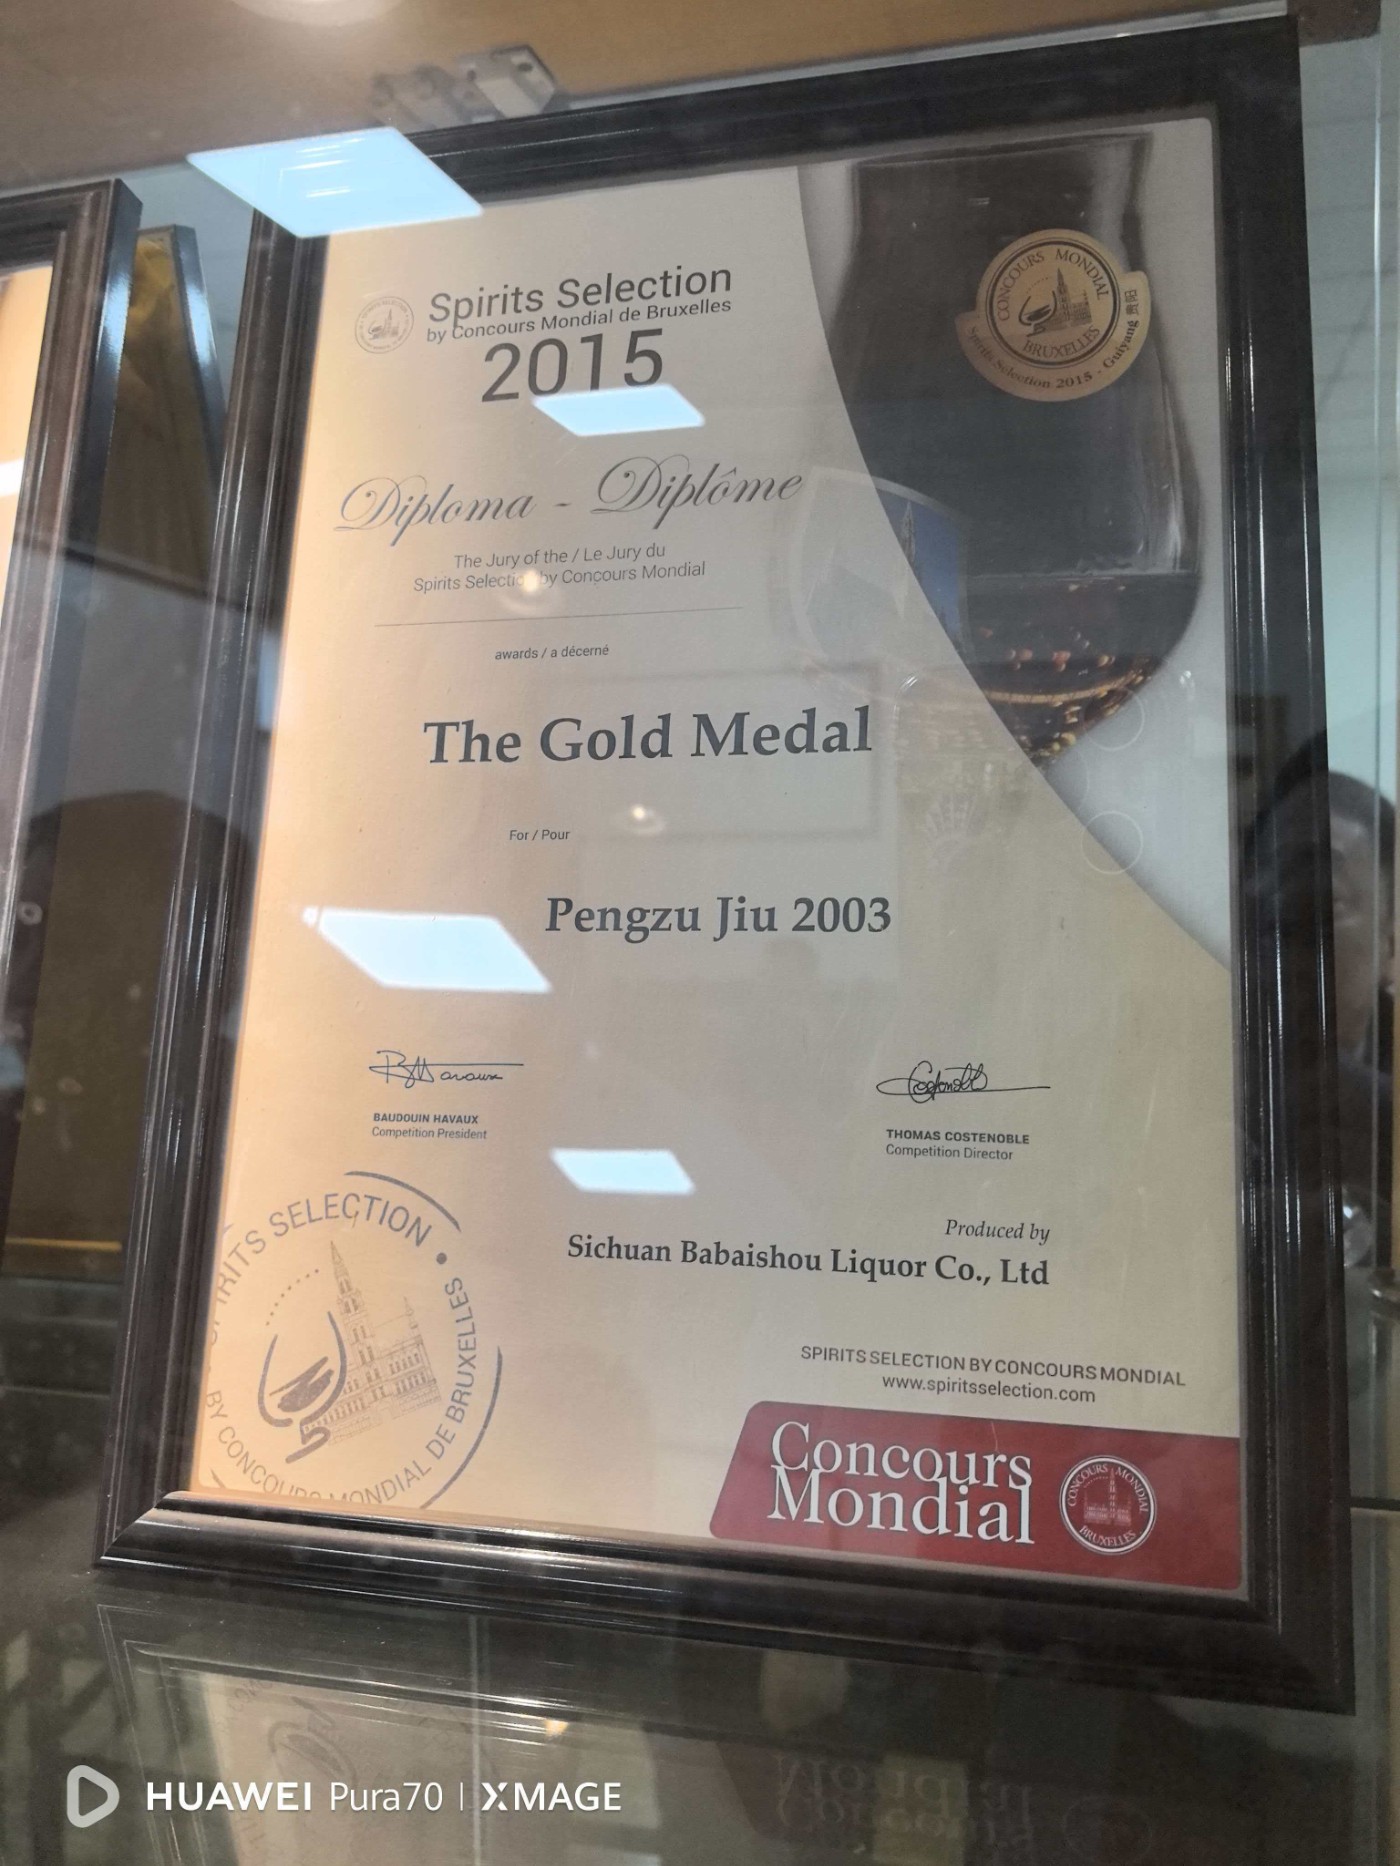 Spirits Selection
by Concours Mondial de Bruxelles
2015
CONCOURS MONDIAL
BRUXELLES
Spirits Selection 2015 · Guiyang 贵阳
Diploma - Diplôme
The Jury of the / Le Jury du
Spirits Selection by Concours Mondial
awards / a décerné
The Gold Medal
For / Pour
Pengzu Jiu 2003
BAUDOUIN HAVAUX
Competition President
THOMAS COSTENOBLE
Competition Director
Produced by
Sichuan Babaishou Liquor Co., Ltd
SPIRITS SELECTION •
BY CONCOURS MONDIAL DE BRUXELLES
SPIRITS SELECTION BY CONCOURS MONDIAL
www.spiritsselection.com
Concours
Mondial
CONCOURS MONDIAL
BRUXELLES
HUAWEI Pura70 | XMAGE